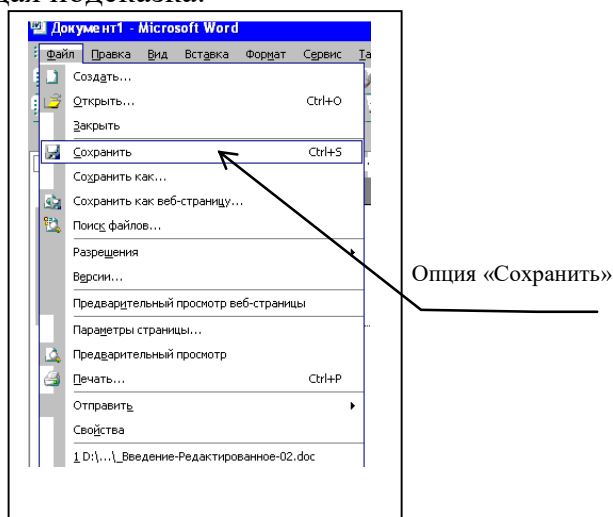 подсказка.
Документ1 - Microsoft Word
Файл Правка Вид Вставка Формат Сервис
Создать...
Открыть... Ctrl+O
Закрыть
Сохранить Ctrl+S
Сохранить как...
Сохранить как веб-страницу...
Поиск файлов...
Разрешения
Версии...
Опция «Сохранить»
Предварительный просмотр веб-страницы
Параметры страницы...
Предварительный просмотр
Печать... Ctrl+P
Отправить
Свойства
1 D:\...\_Введение-Редактированное-02.doc